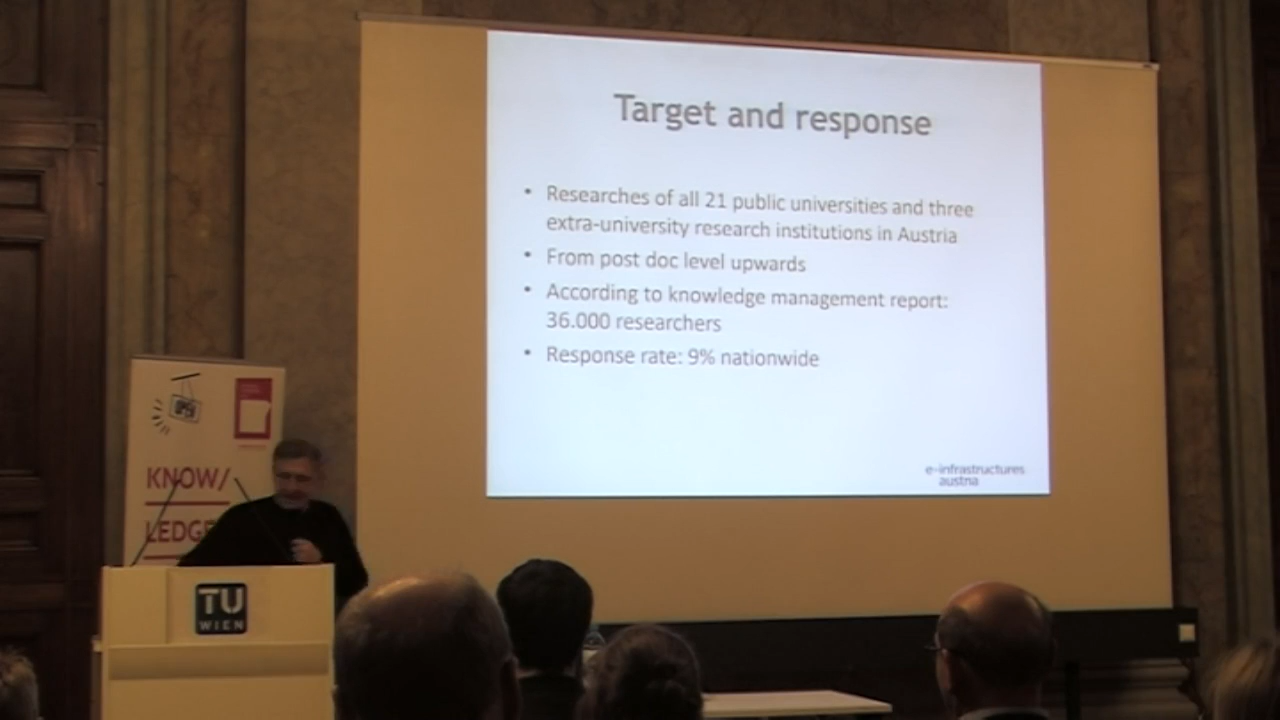 Target and response
• Researches of all 21 public universities and three
extra-university research institutions in Austria
• From post doc level upwards
• According to knowledge management report:
36.000 researchers
• Response rate: 9% nationwide
e-infrastructures
austria
OPEN
KNOW/
LEDGE
TU
WIEN